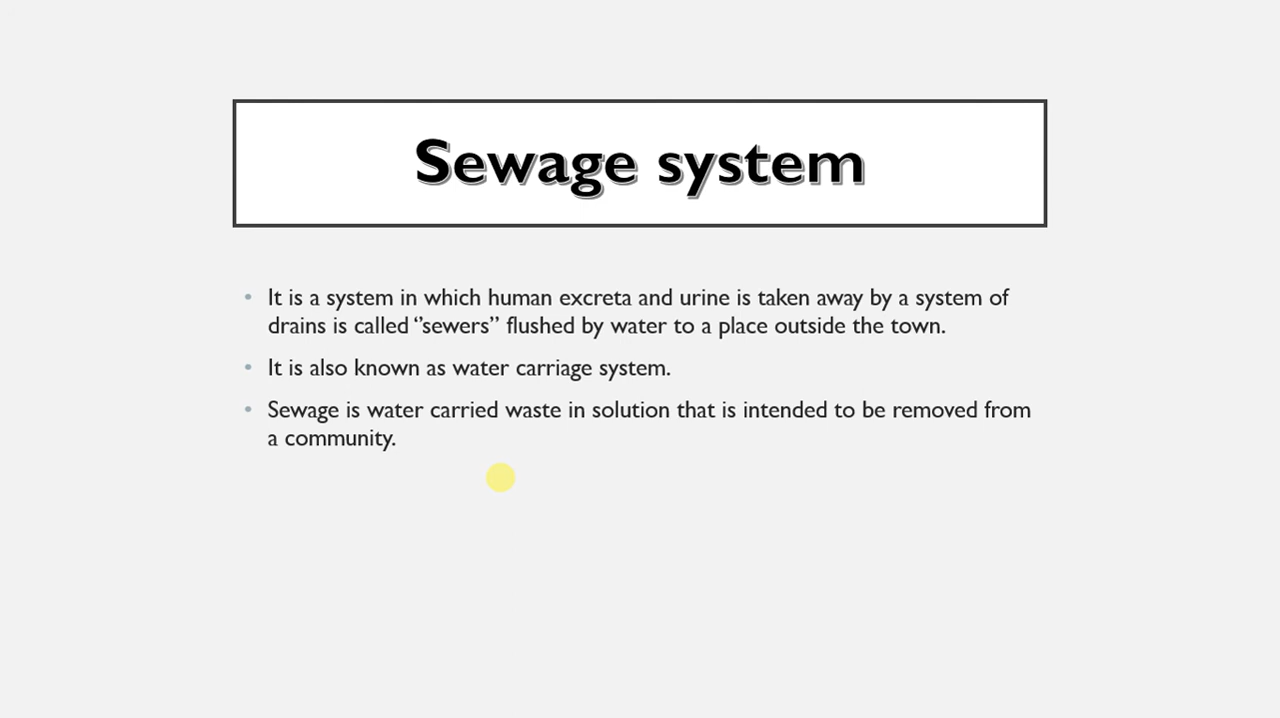 Sewage system
• It is a system in which human excreta and urine is taken away by a system of
drains is called ‘’sewers’’ flushed by water to a place outside the town.
• It is also known as water carriage system.
• Sewage is water carried waste in solution that is intended to be removed from
a community.